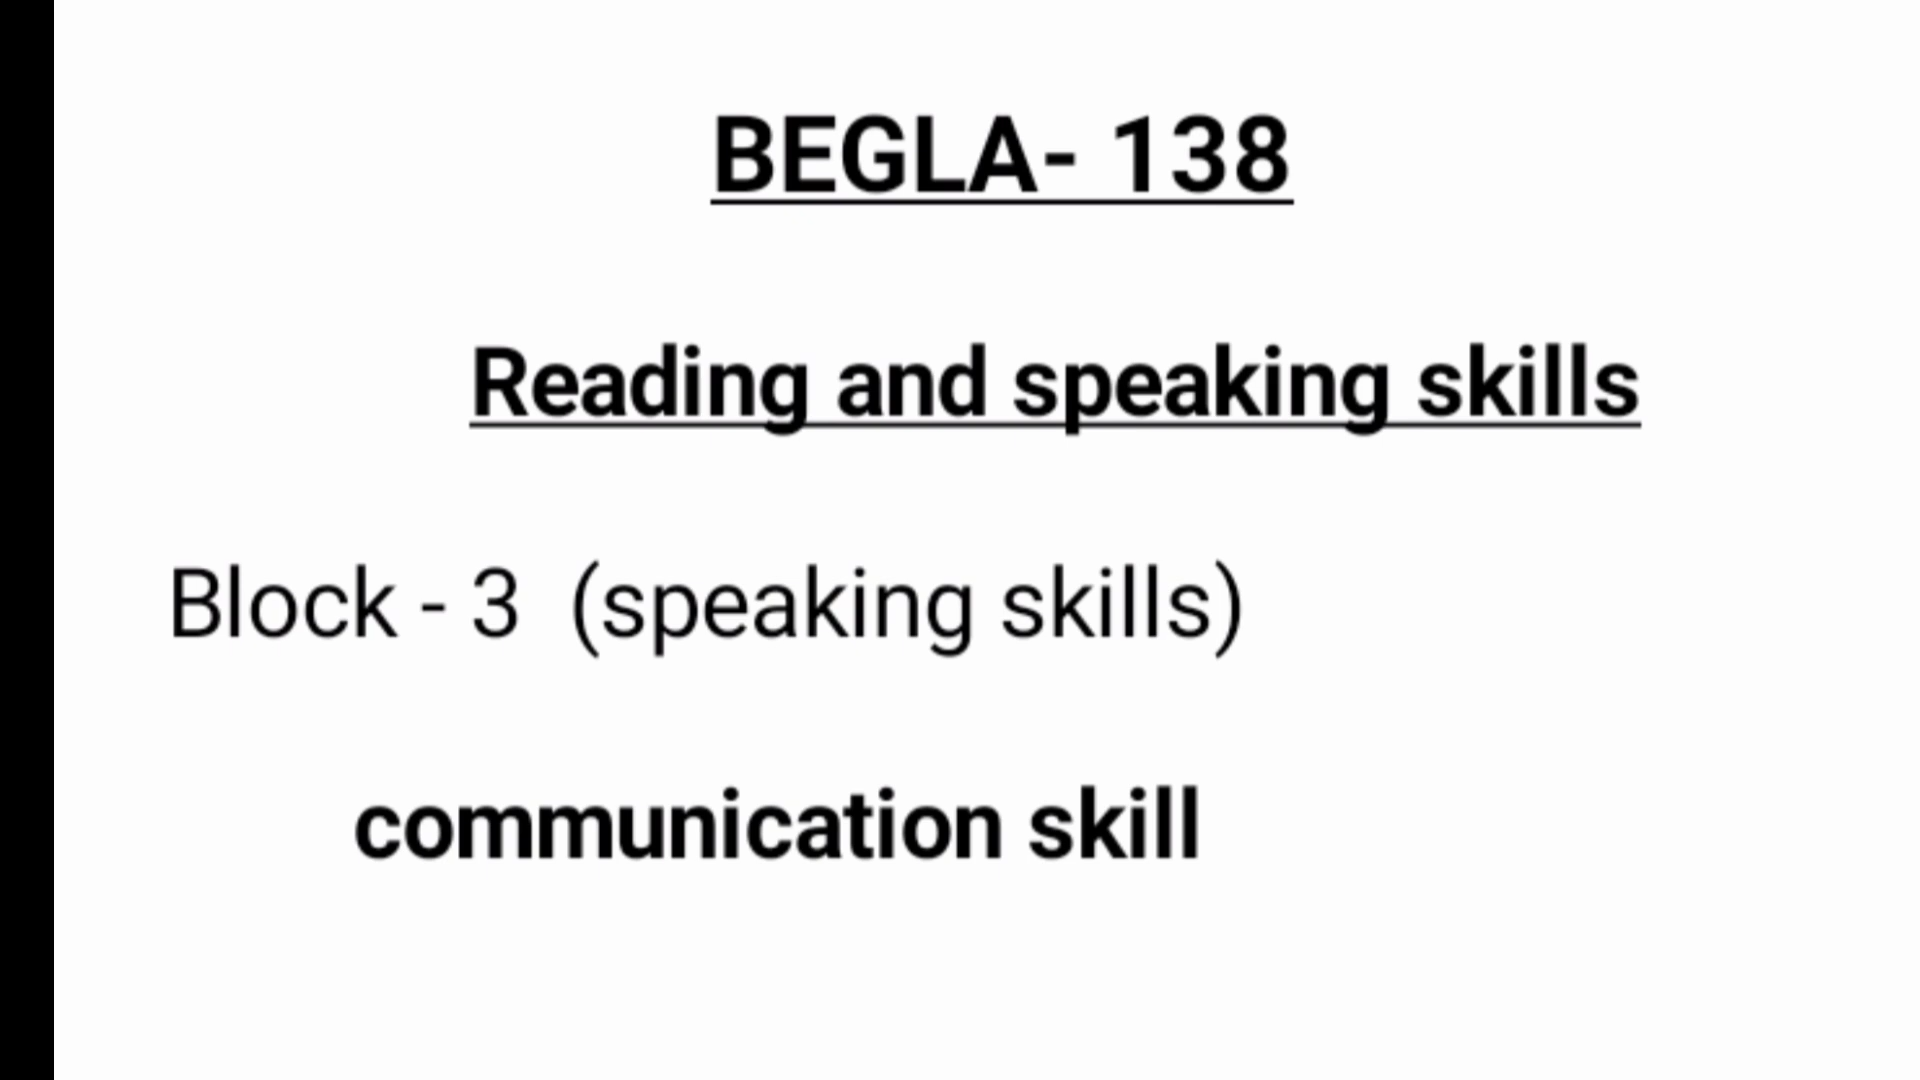 BEGLA- 138
Reading and speaking skills
Block - 3 (speaking skills)
communication skill